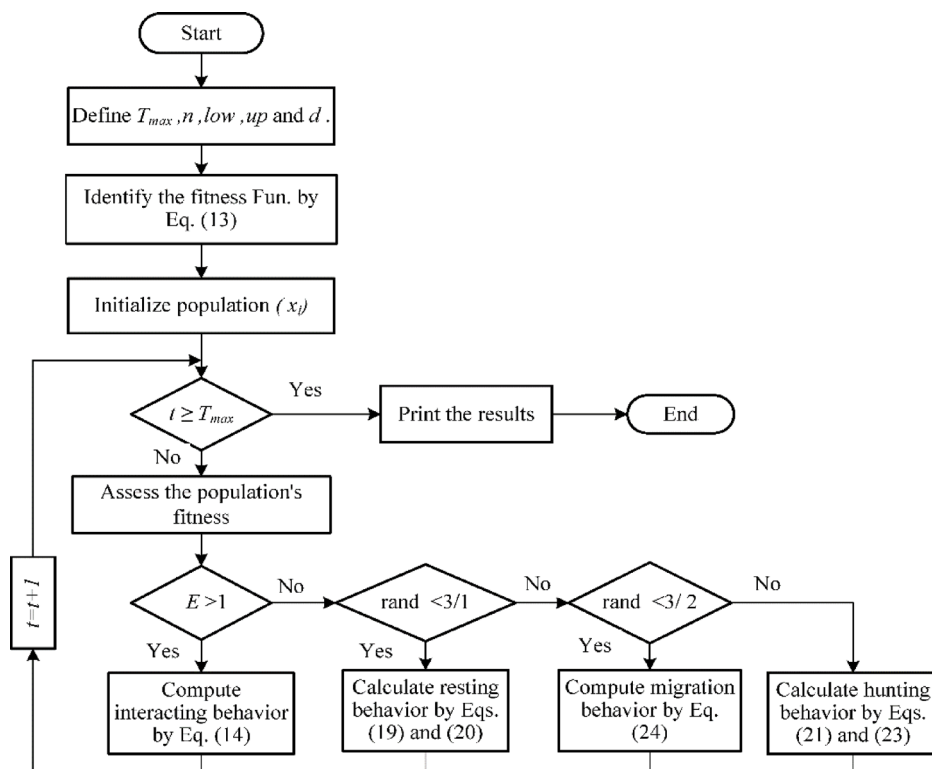 Start
Define T_max ,n ,low ,up and d .
Identify the fitness Fun. by
Eq. (13)
Initialize population ( x_i)
t ≥ T_max
Yes
Print the results
End
No
Assess the population's
fitness
t=t+1
E >1
No
rand <3/1
No
rand <3/ 2
No
Yes
Yes
Yes
Compute
interacting behavior
by Eq. (14)
Calculate resting
behavior by Eqs.
(19) and (20)
Compute migration
behavior by Eq.
(24)
Calculate hunting
behavior by Eqs.
(21) and (23)